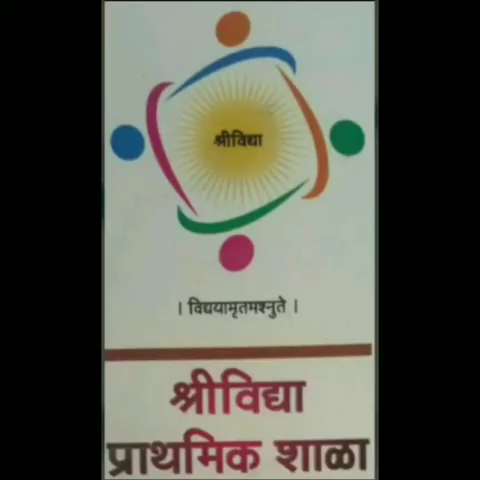 श्रीविद्या
। विद्ययामृतमश्नुते ।
श्रीविद्या
प्राथमिक शाळा